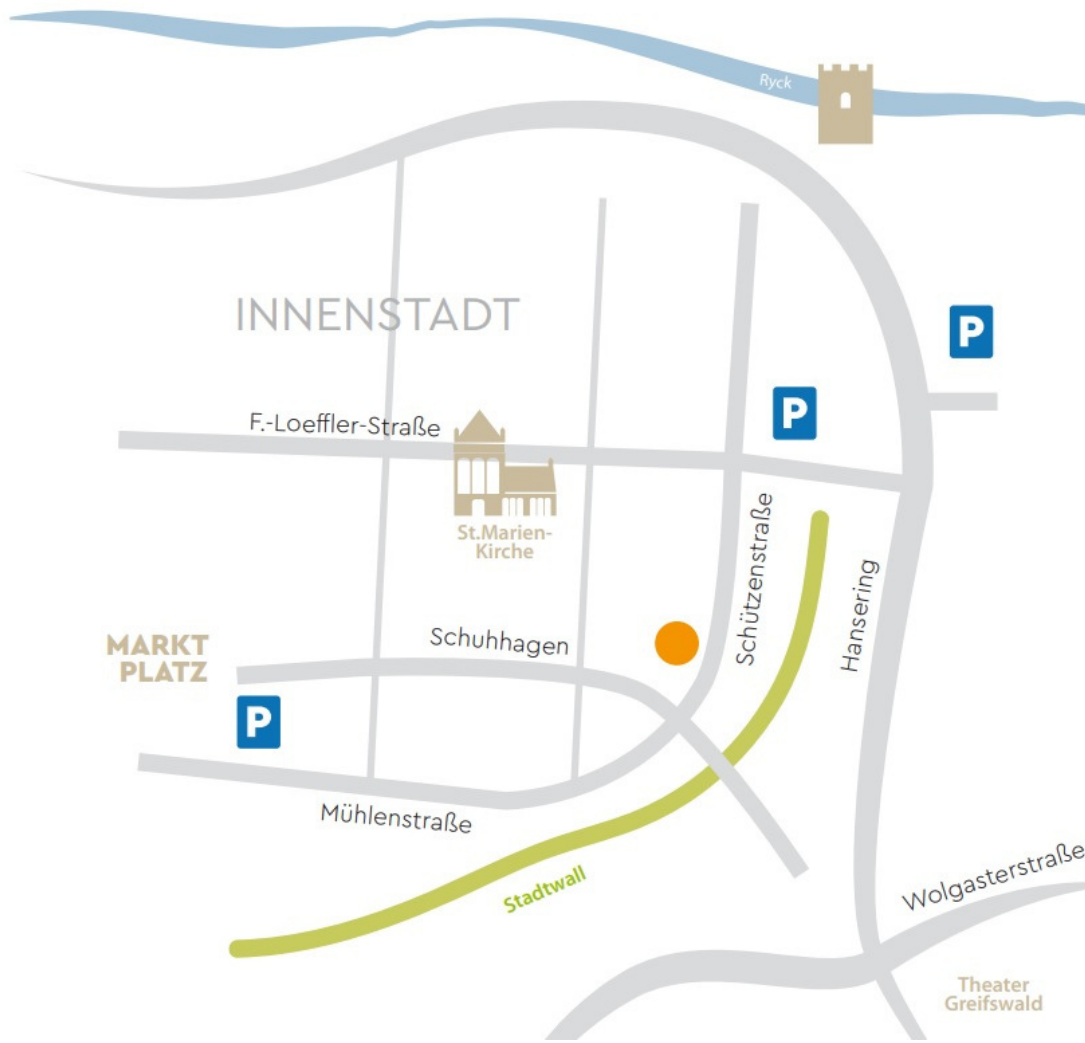 Ryck
INNENSTADT
P
P
F.-Loeffler-Straße
St.Marien-
Kirche
Schützenstraße
Hansering
Schuhhagen
MARKT
PLATZ
P
Mühlenstraße
Stadtwall
Wolgasterstraße
Theater
Greifswald